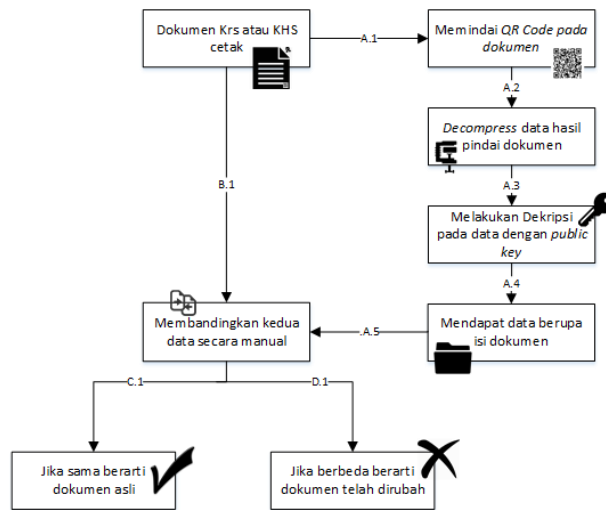 Dokumen Krs atau KHS
cetak
A.1
Memindai QR Code pada
dokumen
A.2
Decompress data hasil
pindai dokumen
A.3
B.1
Melakukan Dekripsi
pada data dengan public
key
A.4
Membandingkan kedua
data secara manual
.A.5
Mendapat data berupa
isi dokumen
C.1
D.1
Jika sama berarti
dokumen asli
Jika berbeda berarti
dokumen telah dirubah